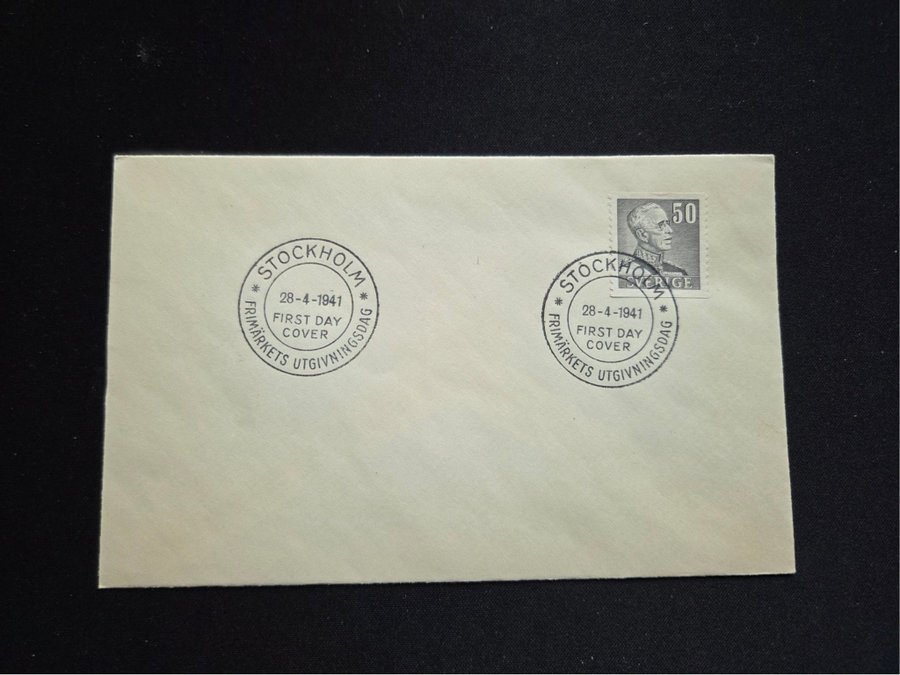 STOCKHOLM
28-4-1941
FIRST DAY
COVER
* FRIMÄRKETS UTGIVNINGSDAG *
50
SVERIGE
STOCKHOLM
28-4-1941
FIRST DAY
COVER
* FRIMÄRKETS UTGIVNINGSDAG *